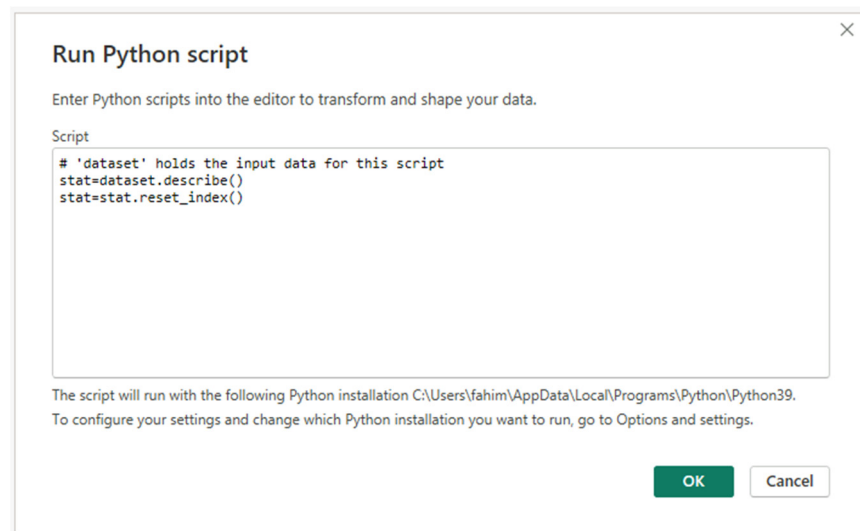 Run Python script
Enter Python scripts into the editor to transform and shape your data.
Script
# 'dataset' holds the input data for this script
stat=dataset.describe()
stat=stat.reset_index()
The script will run with the following Python installation C:\Users\fahim\AppData\Local\Programs\Python\Python39.
To configure your settings and change which Python installation you want to run, go to Options and settings.
OK
Cancel